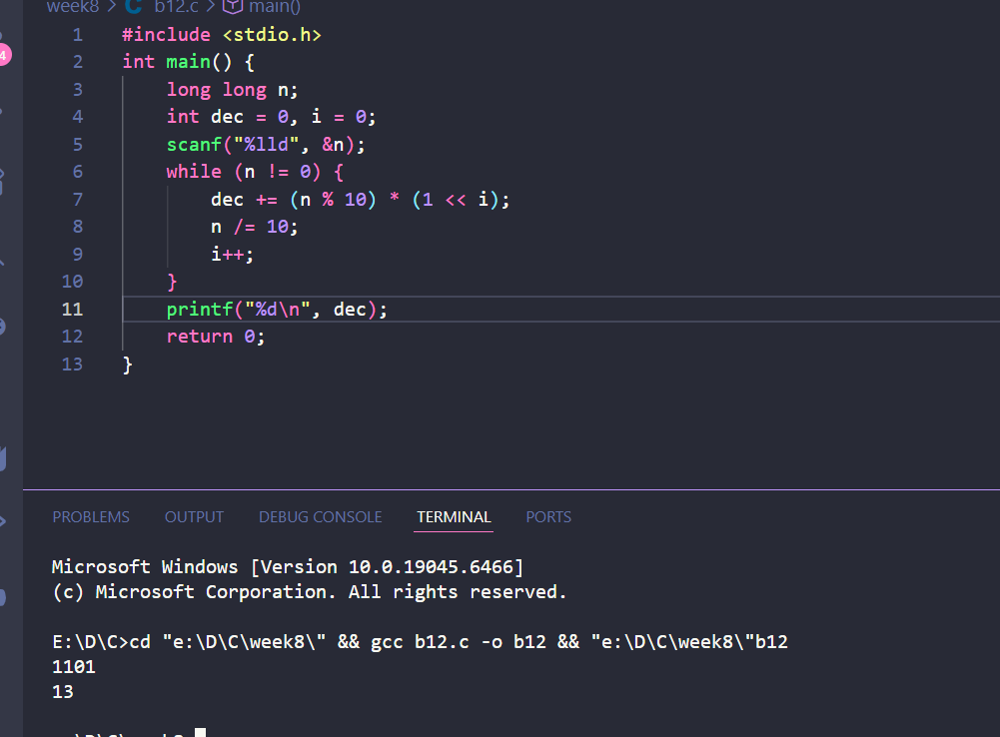 week8 > C b12.c > main()
1 #include <stdio.h>
2 int main() {
3     long long n;
4     int dec = 0, i = 0;
5     scanf("%lld", &n);
6     while (n != 0) {
7         dec += (n % 10) * (1 << i);
8         n /= 10;
9         i++;
10     }
11     printf("%d\n", dec);
12     return 0;
13 }
4
PROBLEMS OUTPUT DEBUG CONSOLE TERMINAL PORTS
Microsoft Windows [Version 10.0.19045.6466]
(c) Microsoft Corporation. All rights reserved.
E:\D\C>cd "e:\D\C\week8\" && gcc b12.c -o b12 && "e:\D\C\week8\"b12
1101
13